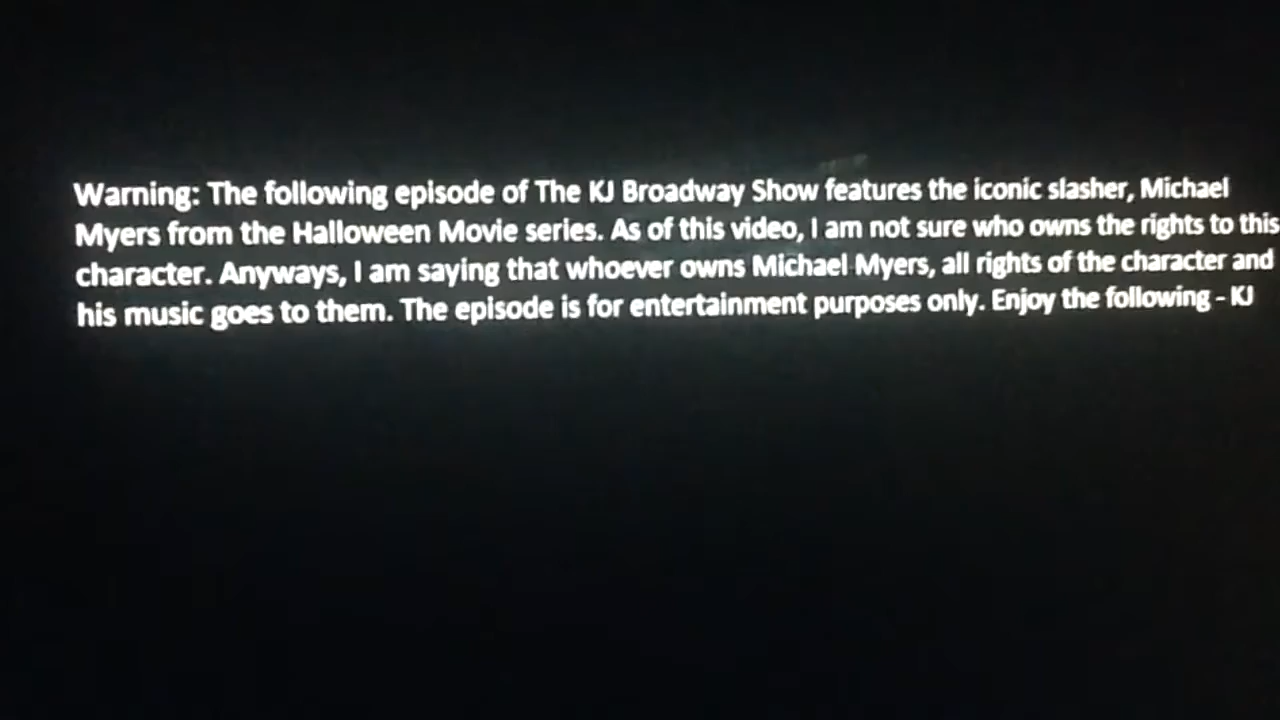 Warning: The following episode of The KJ Broadway Show features the iconic slasher, Michael
Myers from the Halloween Movie series. As of this video, I am not sure who owns the rights to this
character. Anyways, I am saying that whoever owns Michael Myers, all rights of the character and
his music goes to them. The episode is for entertainment purposes only. Enjoy the following - KJ